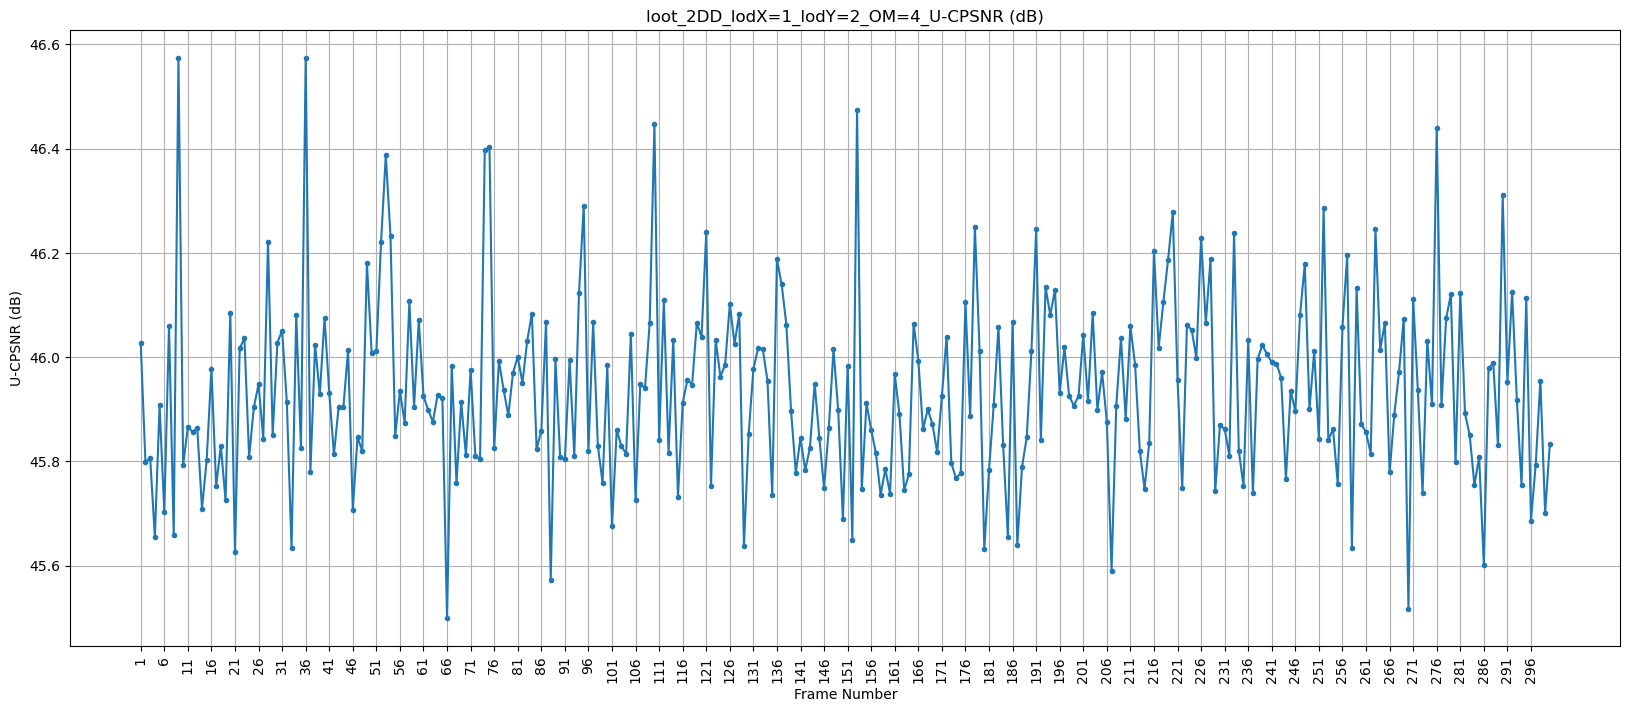 loot_2DD_lodX=1_lodY=2_OM=4_U-CPSNR (dB)
46.6
46.4
46.2
46.0
45.8
45.6
U-CPSNR (dB)
1 6 11 16 21 26 31 36 41 46 51 56 61 66 71 76 81 86 91 96 101 106 111 116 121 126 131 136 141 146 151 156 161 166 171 176 181 186 191 196 201 206 211 216 221 226 231 236 241 246 251 256 261 266 271 276 281 286 291 296
Frame Number